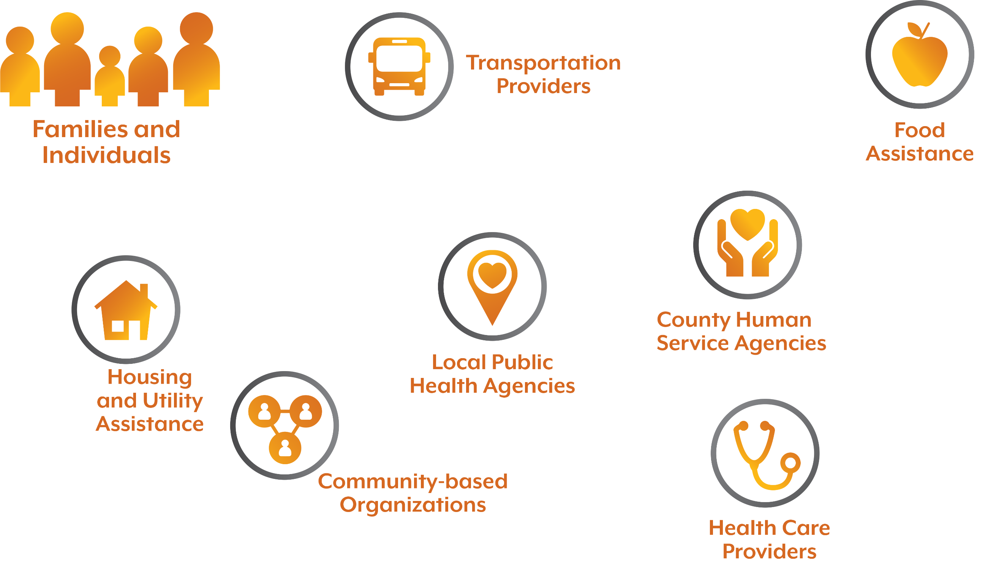 Families and
Individuals
Transportation
Providers
Food
Assistance
Housing
and Utility
Assistance
Community-based
Organizations
Local Public
Health Agencies
County Human
Service Agencies
Health Care
Providers